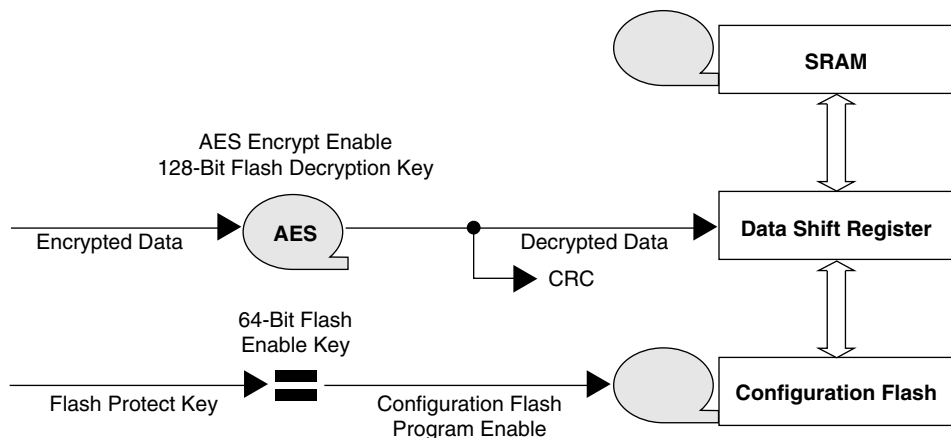 SRAM
AES Encrypt Enable
128-Bit Flash Decryption Key
AES
Data Shift Register
Encrypted Data
Decrypted Data
CRC
64-Bit Flash
Enable Key
Configuration Flash
Flash Protect Key
Configuration Flash
Program Enable